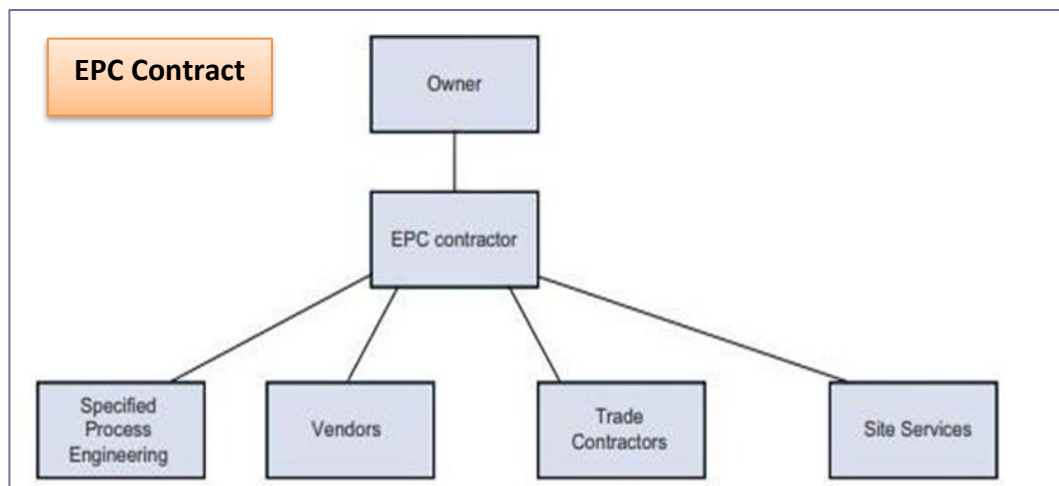 EPC Contract
Owner
EPC contractor
Specified
Process
Engineering
Vendors
Trade
Contractors
Site Services